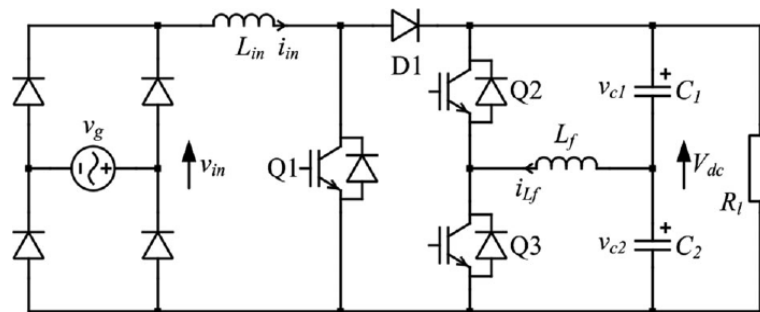 L_in i_in
D1
v_g
v_in
Q1
Q2
L_f
i_Lf
Q3
v_c1
C_1
V_dc
v_c2
C_2
R_l